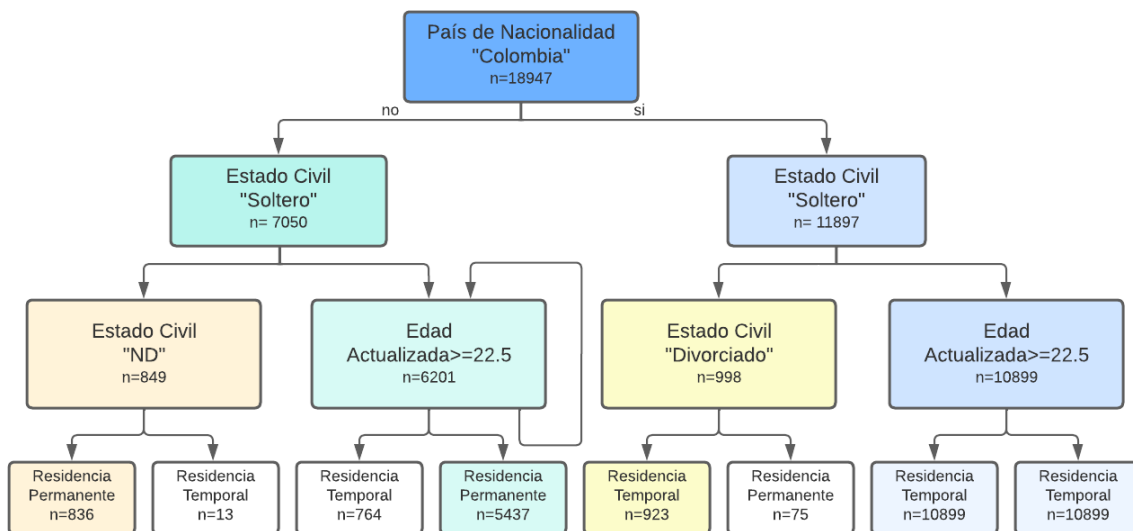 País de Nacionalidad
"Colombia"
n=18947
no
si
Estado Civil
"Soltero"
n= 7050
Estado Civil
"Soltero"
n= 11897
Estado Civil
"ND"
n=849
Edad
Actualizada>=22.5
n=6201
Estado Civil
"Divorciado"
n=998
Edad
Actualizada>=22.5
n=10899
Residencia
Permanente
n=836
Residencia
Temporal
n=13
Residencia
Temporal
n=764
Residencia
Permanente
n=5437
Residencia
Temporal
n=923
Residencia
Permanente
n=75
Residencia
Temporal
n=10899
Residencia
Temporal
n=10899